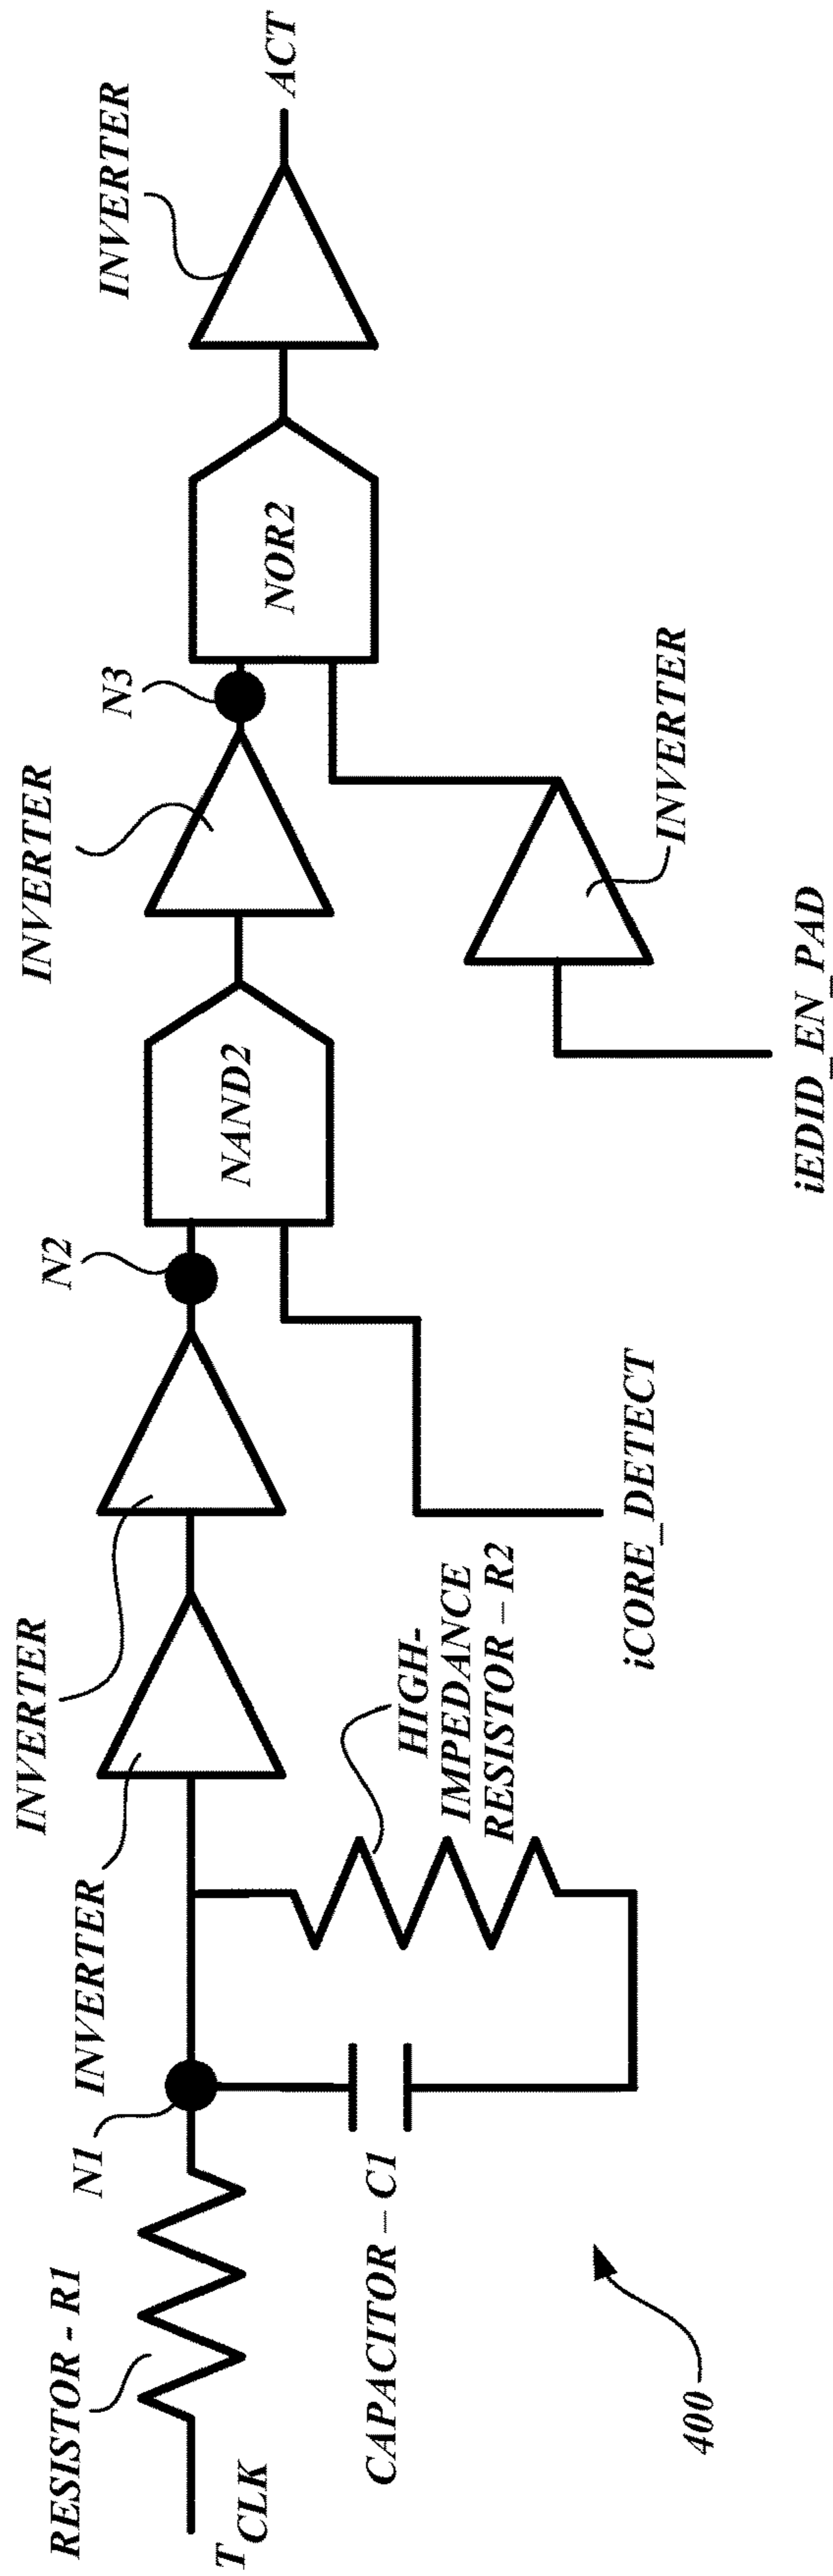 RESISTOR - R1
T CLK
N1
CAPACITOR – C1
INVERTER
HIGH-
IMPEDANCE
RESISTOR – R2
INVERTER
iCORE_DETECT
N2
NAND2
INVERTER
iEDID_EN_PAD
INVERTER
N3
NOR2
INVERTER
ACT
400